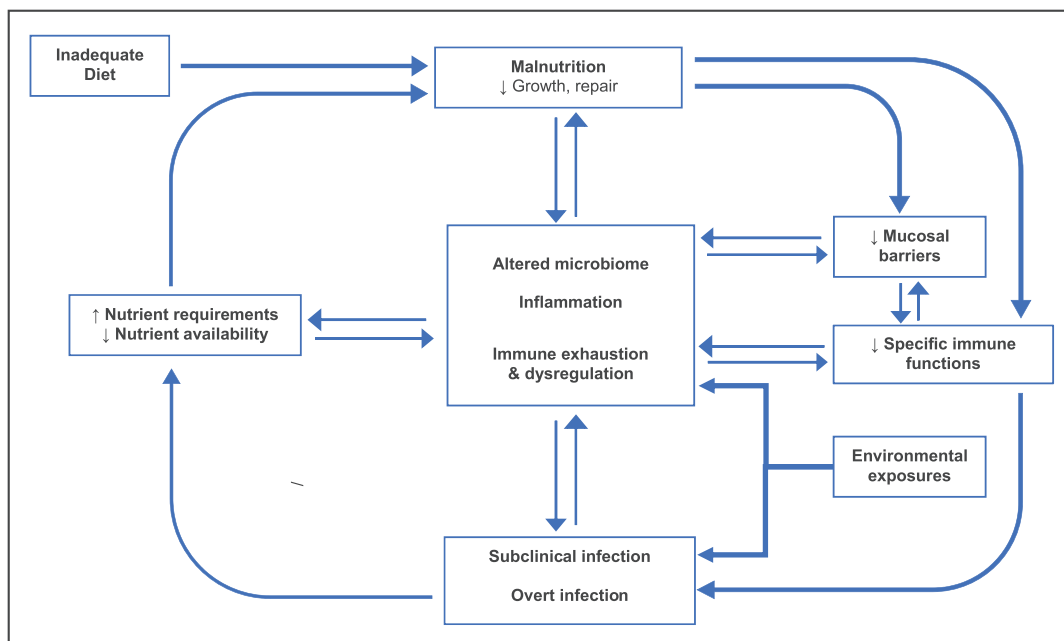 Inadequate
Diet
Malnutrition
↓ Growth, repair
↓ Mucosal
barriers
Altered microbiome
Inflammation
Immune exhaustion
& dysregulation
↑ Nutrient requirements
↓ Nutrient availability
↓ Specific immune
functions
Environmental
exposures
Subclinical infection
Overt infection